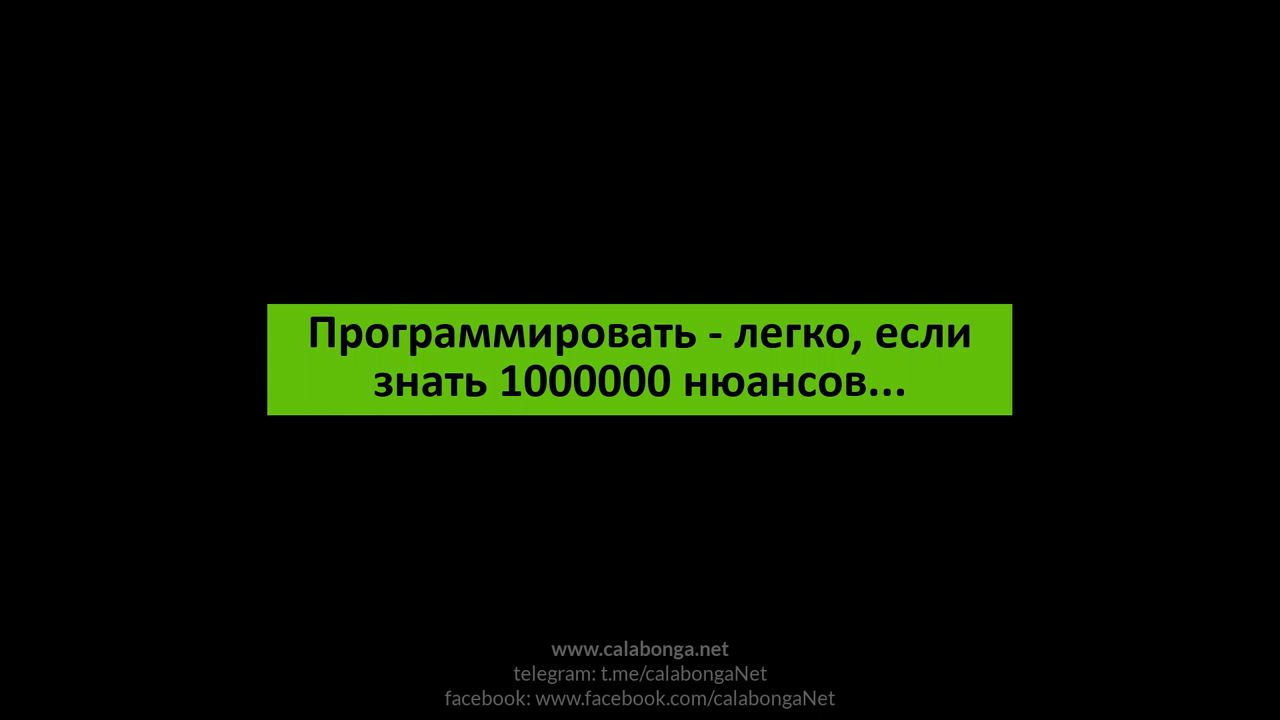 Программировать - легко, если
знать 1000000 нюансов...
www.calabonga.net
telegram: t.me/calabongaNet
facebook: www.facebook.com/calabongaNet